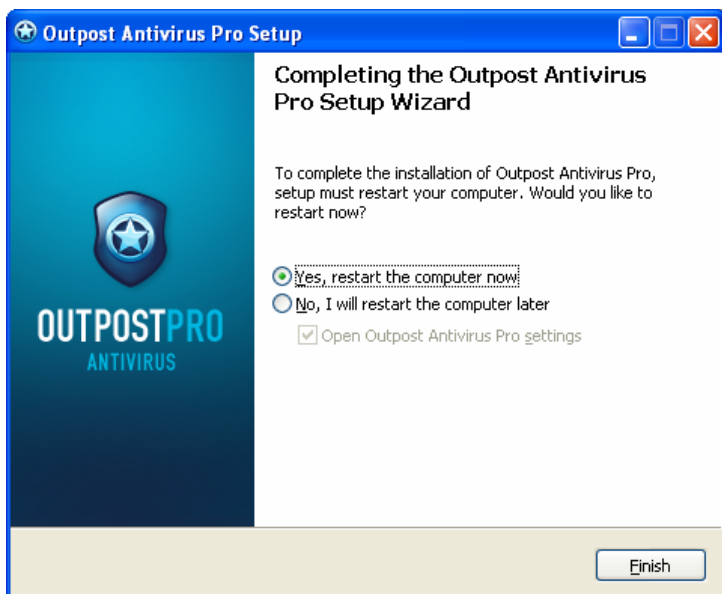 Outpost Antivirus Pro Setup
Completing the Outpost Antivirus
Pro Setup Wizard
To complete the installation of Outpost Antivirus Pro,
setup must restart your computer. Would you like to
restart now?
Yes, restart the computer now
No, I will restart the computer later
Open Outpost Antivirus Pro settings
OUTPOSTPRO
ANTIVIRUS
Finish